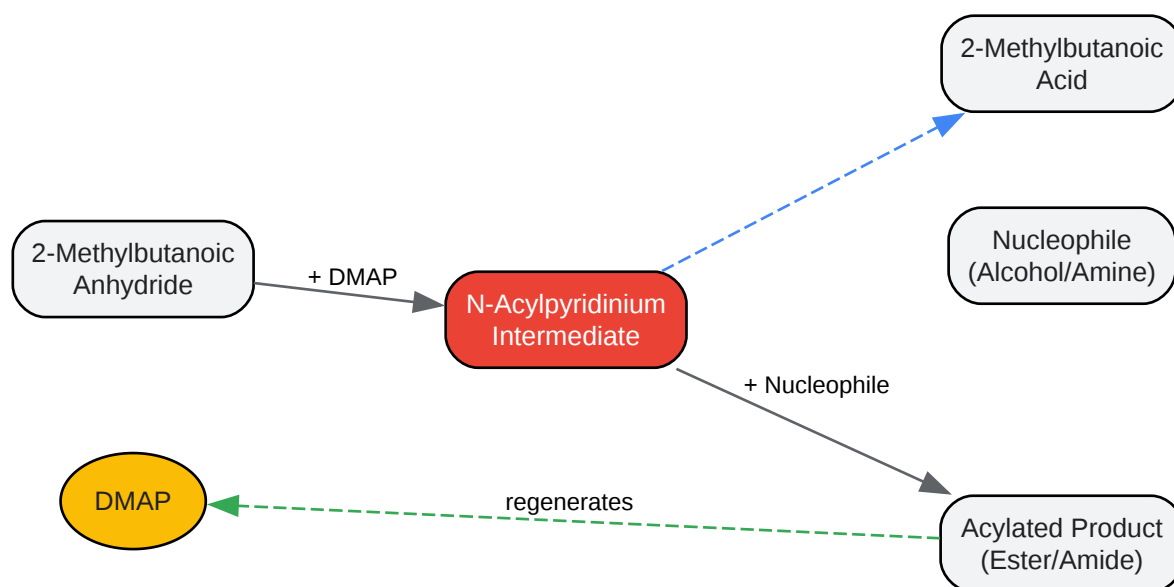 2-Methylbutanoic
Acid
2-Methylbutanoic
Anhydride
+ DMAP
N-Acylpyridinium
Intermediate
Nucleophile
(Alcohol/Amine)
+ Nucleophile
DMAP
regenerates
Acylated Product
(Ester/Amide)